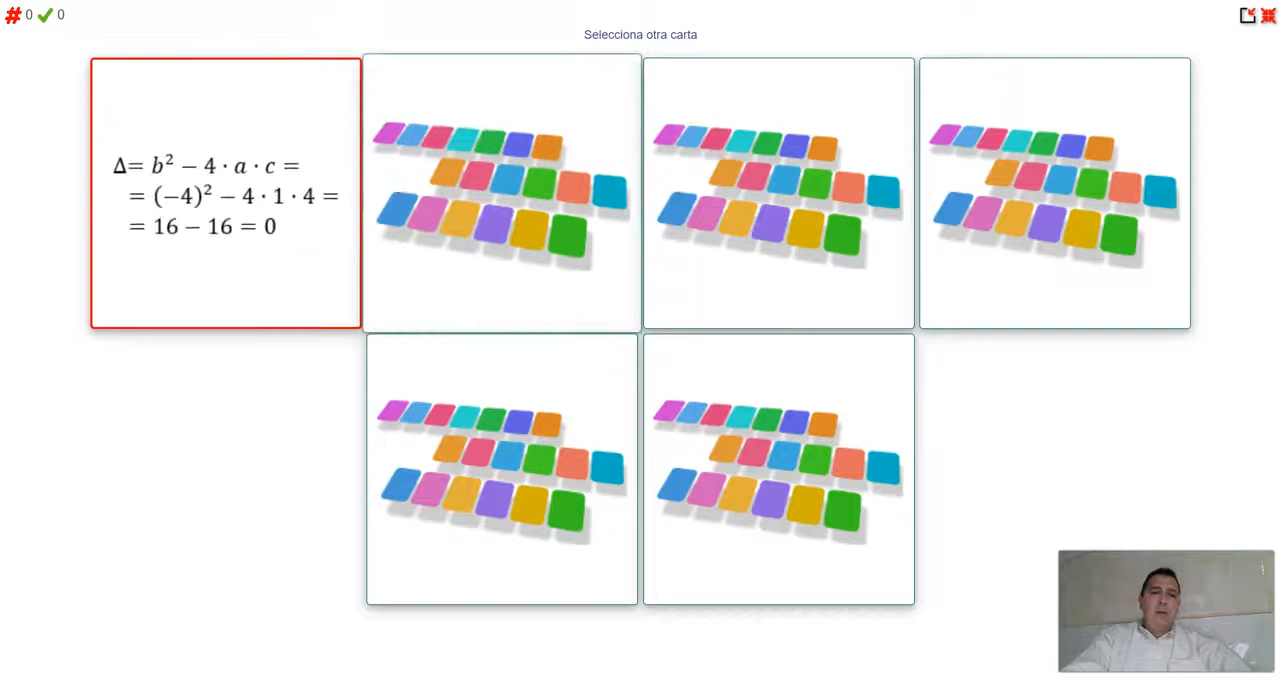 0 0
Selecciona otra carta
Δ= b² − 4 · a · c =
= (−4)² − 4 · 1 · 4 =
= 16 − 16 = 0